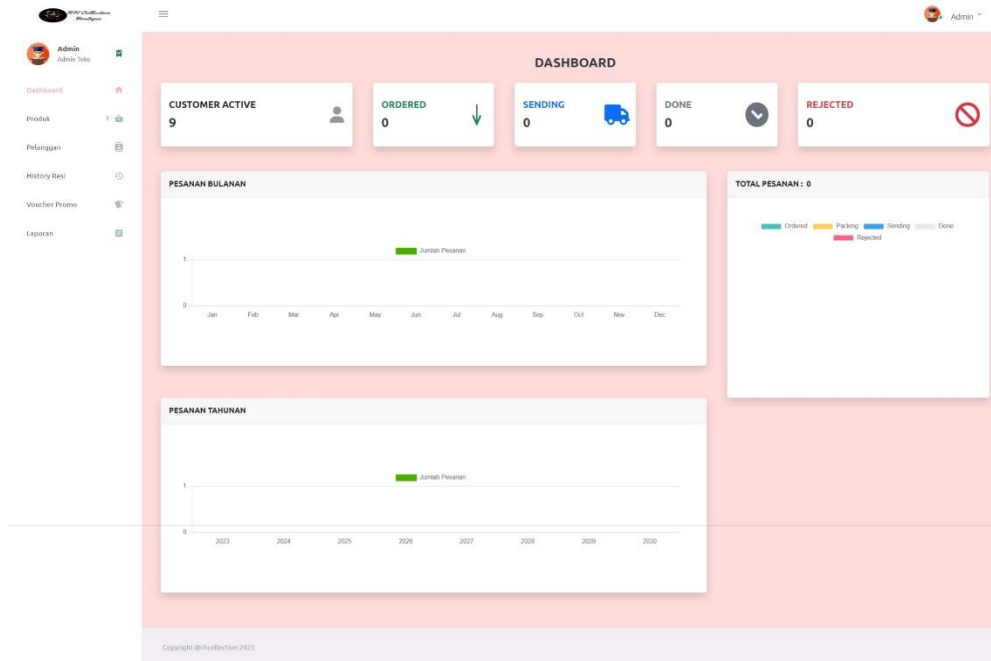 Collection
Boutique
Admin
Admin
Admin Toko
Dashboard
Produk
Pelanggan
History Resi
Voucher Promo
Laporan
DASHBOARD
CUSTOMER ACTIVE
9
ORDERED
0
SENDING
0
DONE
0
REJECTED
0
PESANAN BULANAN
Jumlah Pesanan
1
0
Jan Feb Mar Apr May Jun Jul Aug Sep Oct Nov Dec
TOTAL PESANAN : 0
Ordered Packing Sending Done
Rejected
PESANAN TAHUNAN
Jumlah Pesanan
1
0
2023 2024 2025 2026 2027 2028 2029 2030
Copyright 2023